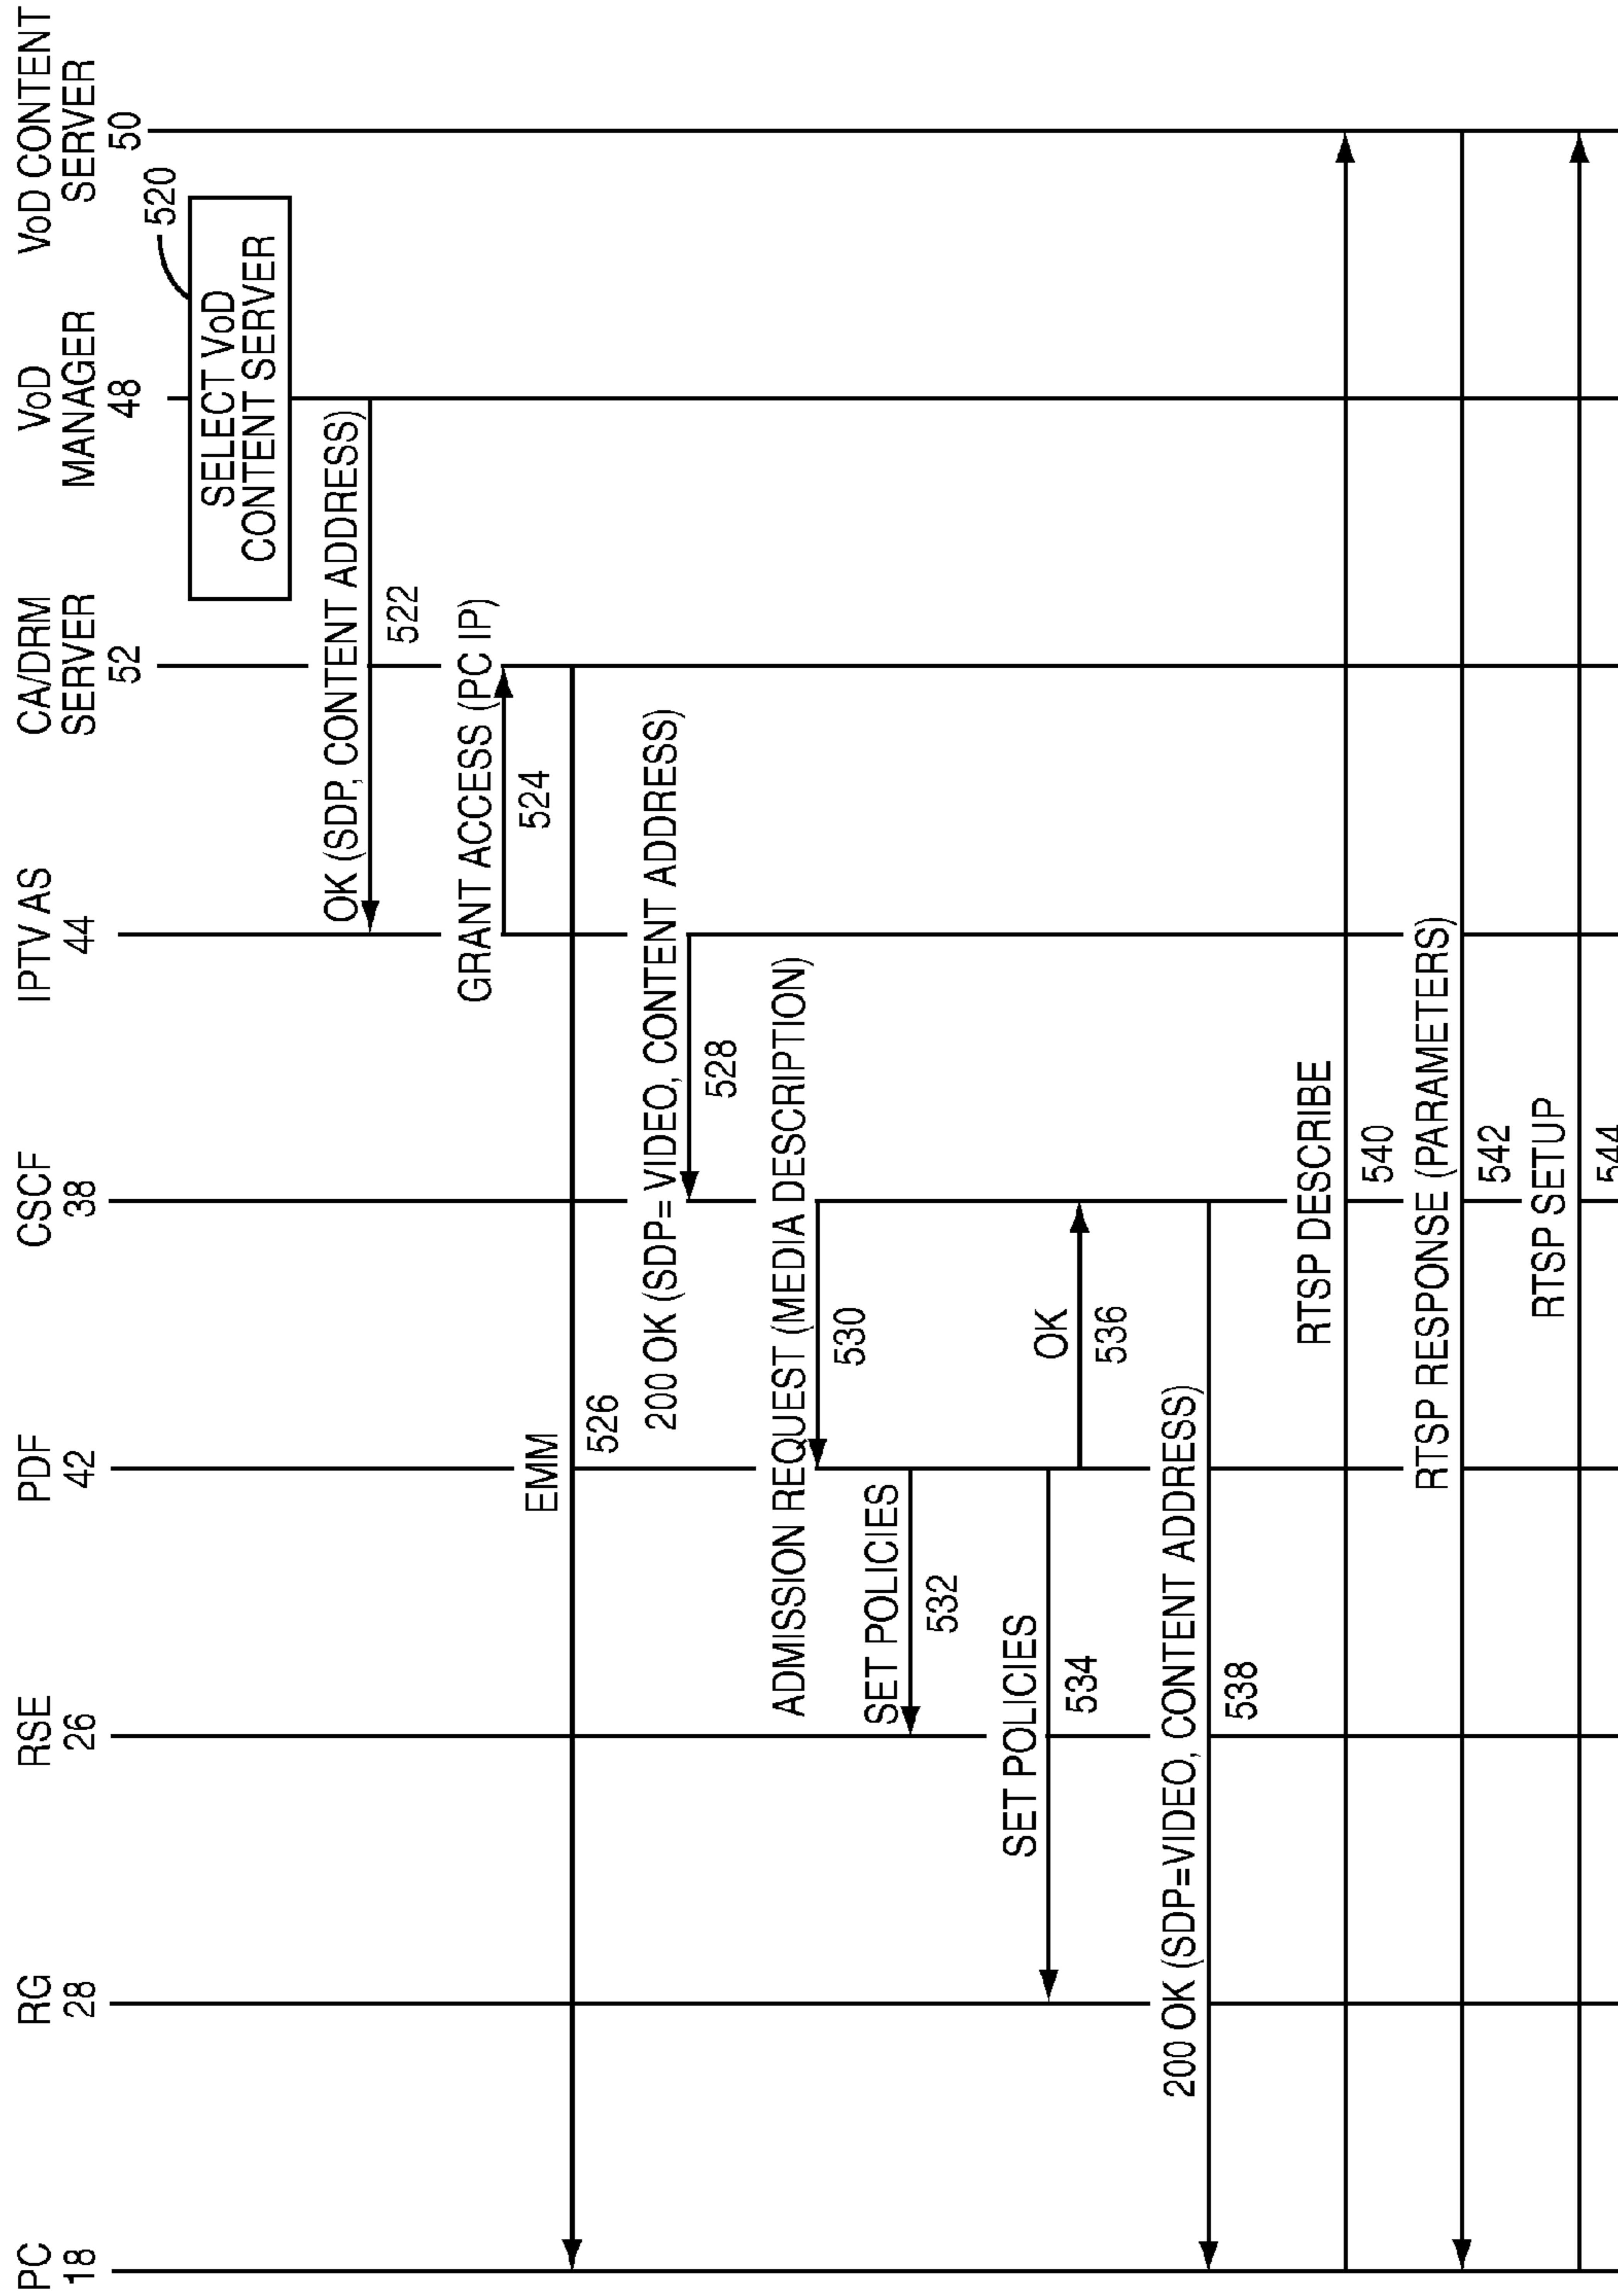 PC
18
RG
28
RSE
26
PDF
42
CSCF
38
IPTV AS
44
CA/DRM
SERVER
52
VoD
MANAGER
48
VoD CONTENT
SERVER
50
520
SELECT VoD
CONTENT SERVER
OK (SDP, CONTENT ADDRESS)
522
GRANT ACCESS (PC IP)
524
EMM
526
200 OK (SDP= VIDEO, CONTENT ADDRESS)
528
ADMISSION REQUEST (MEDIA DESCRIPTION)
530
SET POLICIES
532
SET POLICIES
534
OK
536
200 OK (SDP=VIDEO, CONTENT ADDRESS)
538
RTSP DESCRIBE
540
RTSP RESPONSE (PARAMETERS)
542
RTSP SETUP
544